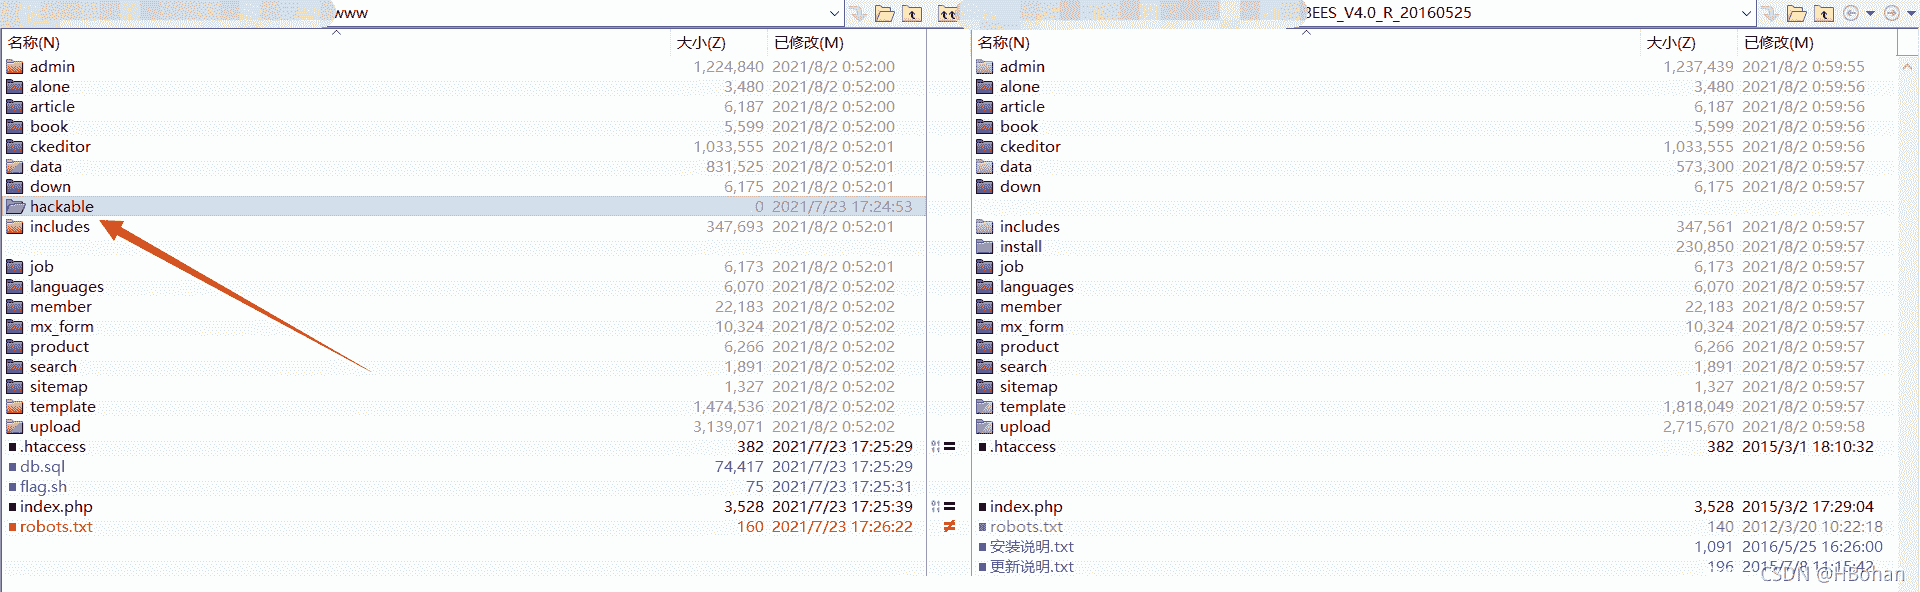 www BEES_V4.0_R_20160525
名称(N) 大小(Z) 已修改(M) 名称(N) 大小(Z) 已修改(M)
admin 1,224,840 2021/8/2 0:52:00 admin 1,237,439 2021/8/2 0:59:55
alone 3,480 2021/8/2 0:52:00 alone 3,480 2021/8/2 0:59:56
article 6,187 2021/8/2 0:52:00 article 6,187 2021/8/2 0:59:56
book 5,599 2021/8/2 0:52:00 book 5,599 2021/8/2 0:59:56
ckeditor 1,033,555 2021/8/2 0:52:01 ckeditor 1,033,555 2021/8/2 0:59:56
data 831,525 2021/8/2 0:52:01 data 573,300 2021/8/2 0:59:57
down 6,175 2021/8/2 0:52:01 down 6,175 2021/8/2 0:59:57
hackable 0 2021/7/23 17:24:53
includes 347,693 2021/8/2 0:52:01 includes 347,561 2021/8/2 0:59:57
install 230,850 2021/8/2 0:59:57
job 6,173 2021/8/2 0:52:01 job 6,173 2021/8/2 0:59:57
languages 6,070 2021/8/2 0:52:02 languages 6,070 2021/8/2 0:59:57
member 22,183 2021/8/2 0:52:02 member 22,183 2021/8/2 0:59:57
mx_form 10,324 2021/8/2 0:52:02 mx_form 10,324 2021/8/2 0:59:57
product 6,266 2021/8/2 0:52:02 product 6,266 2021/8/2 0:59:57
search 1,891 2021/8/2 0:52:02 search 1,891 2021/8/2 0:59:57
sitemap 1,327 2021/8/2 0:52:02 sitemap 1,327 2021/8/2 0:59:57
template 1,474,536 2021/8/2 0:52:02 template 1,818,049 2021/8/2 0:59:57
upload 3,139,071 2021/8/2 0:52:02 upload 2,715,670 2021/8/2 0:59:58
.htaccess 382 2021/7/23 17:25:29 = .htaccess 382 2015/3/1 18:10:32
db.sql 74,417 2021/7/23 17:25:29
flag.sh 75 2021/7/23 17:25:31
index.php 3,528 2021/7/23 17:25:39 = index.php 3,528 2015/3/2 17:29:04
robots.txt 160 2021/7/23 17:26:22 ≠ robots.txt 140 2012/3/20 10:22:18
安装说明.txt 1,091 2016/5/25 16:26:00
更新说明.txt 196 2015/7/8 11:15:42
CSDN @HBohan